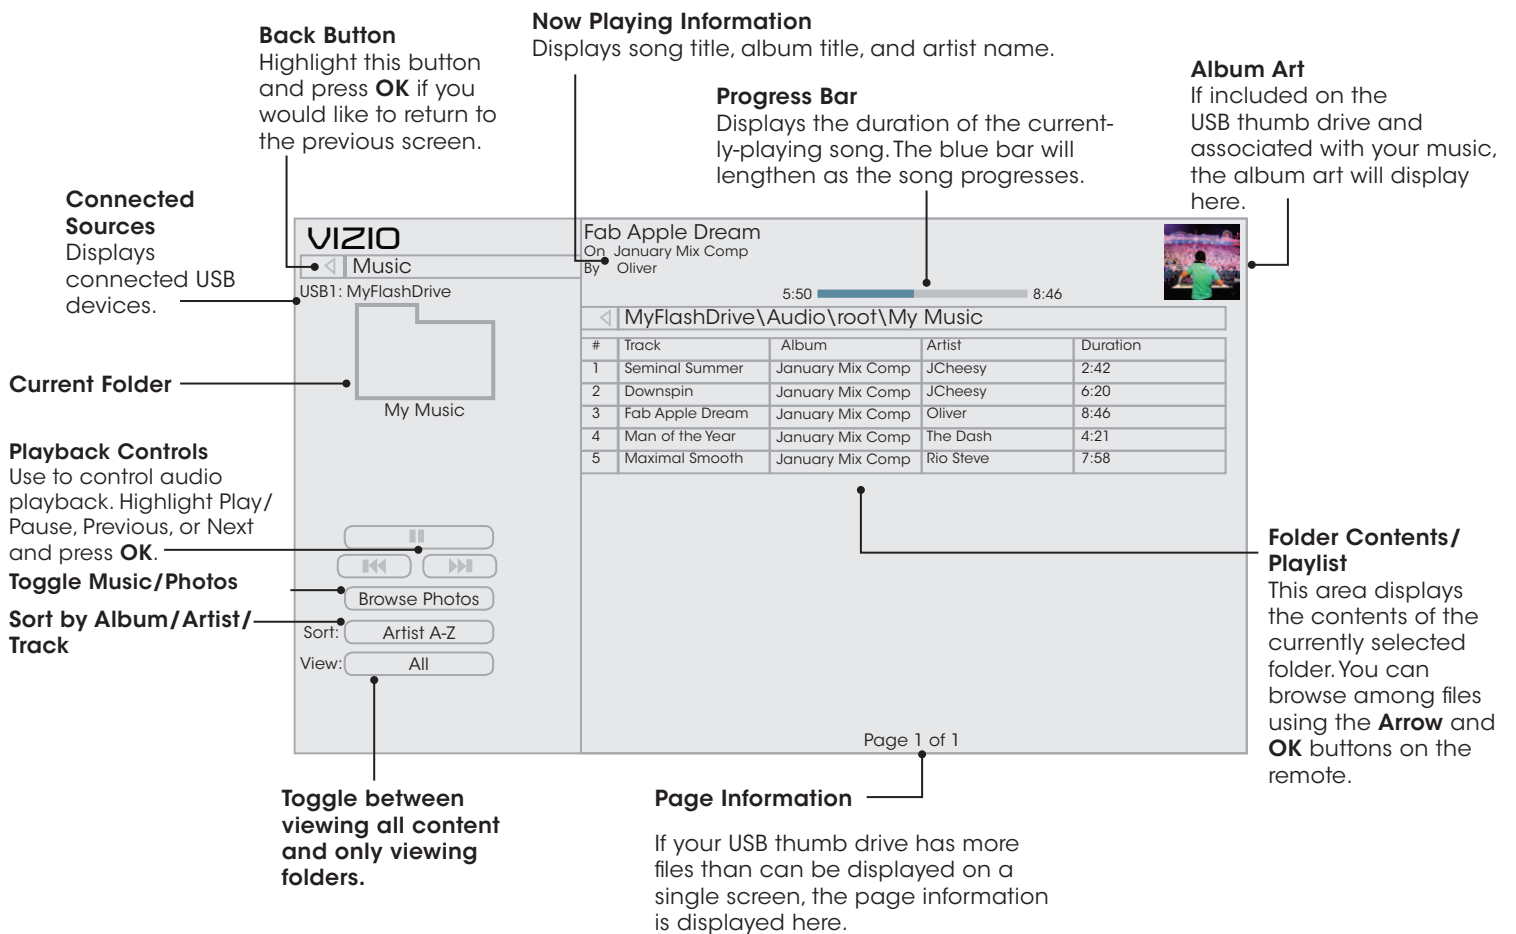 Back Button
Highlight this button
and press OK if you
would like to return to
the previous screen.
Now Playing Information
Displays song title, album title, and artist name.
Progress Bar
Displays the duration of the current-
ly-playing song. The blue bar will
lengthen as the song progresses.
Album Art
If included on the
USB thumb drive and
associated with your music,
the album art will display
here.
Connected
Sources
Displays
connected USB
devices.
Current Folder
Playback Controls
Use to control audio
playback. Highlight Play/
Pause, Previous, or Next
and press OK.
Toggle Music/Photos
Sort by Album/Artist/
Track
VIZIO
Music
USB1: MyFlashDrive
My Music
Browse Photos
Sort: Artist A-Z
View: All
Fab Apple Dream
On January Mix Comp
By Oliver
5:50 8:46
MyFlashDrive\Audio\root\My Music
# Track Album Artist Duration
1 Seminal Summer January Mix Comp JCheesy 2:42
2 Downspin January Mix Comp JCheesy 6:20
3 Fab Apple Dream January Mix Comp Oliver 8:46
4 Man of the Year January Mix Comp The Dash 4:21
5 Maximal Smooth January Mix Comp Rio Steve 7:58
Page 1 of 1
Folder Contents/
Playlist
This area displays
the contents of the
currently selected
folder. You can
browse among files
using the Arrow and
OK buttons on the
remote.
Toggle between
viewing all content
and only viewing
folders.
Page Information
If your USB thumb drive has more
files than can be displayed on a
single screen, the page information
is displayed here.